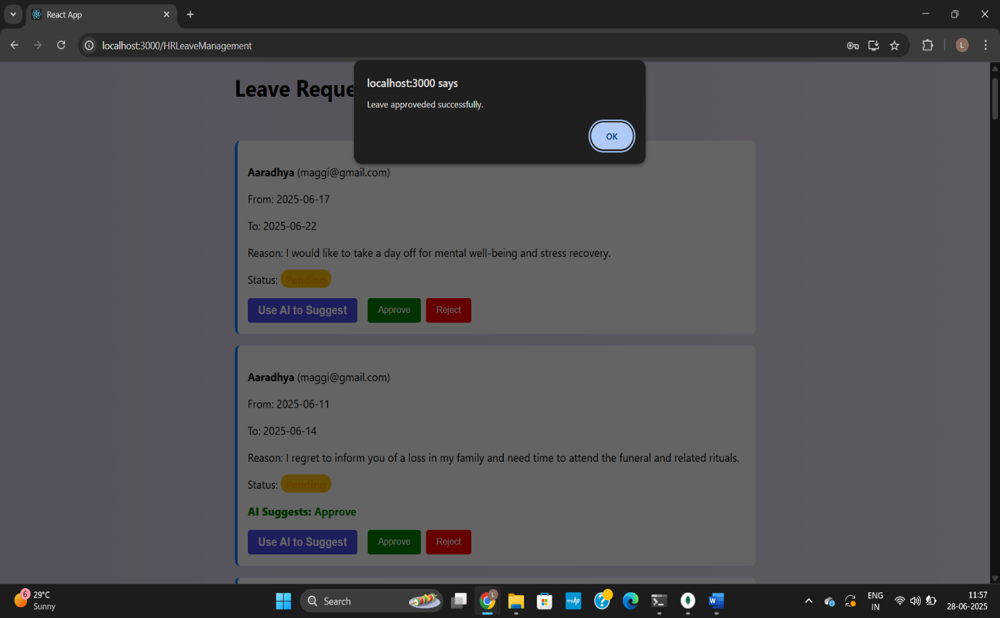 React App
localhost:3000/HRLeaveManagement
L
localhost:3000 says
Leave approveded successfully.
OK
Leave Reque
Aaradhya (maggi@gmail.com)
From: 2025-06-17
To: 2025-06-22
Reason: I would like to take a day off for mental well-being and stress recovery.
Status: Pending
Use AI to Suggest Approve Reject
Aaradhya (maggi@gmail.com)
From: 2025-06-11
To: 2025-06-14
Reason: I regret to inform you of a loss in my family and need time to attend the funeral and related rituals.
Status: Pending
AI Suggests: Approve
Use AI to Suggest Approve Reject
6
29°C
Sunny
Search
L
myhp
W
ENG
IN
11:57
28-06-2025